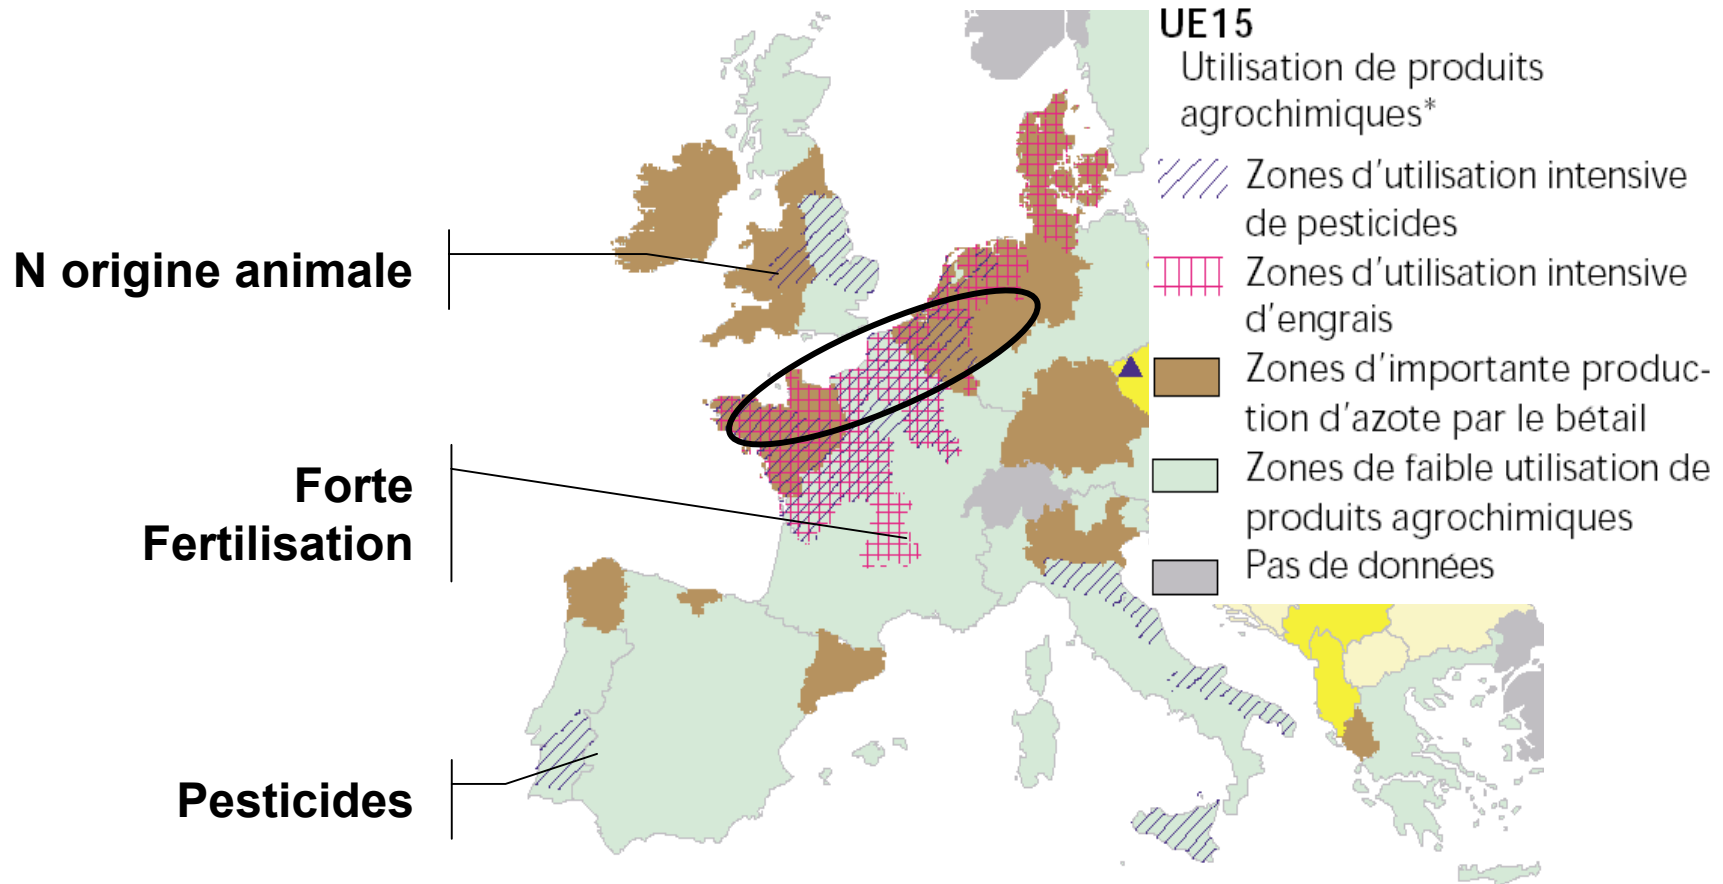 UE15
Utilisation de produits
agrochimiques*
Zones d'utilisation intensive
de pesticides
Zones d'utilisation intensive
d'engrais
Zones d'importante produc-
tion d'azote par le bétail
Zones de faible utilisation de
produits agrochimiques
Pas de données
N origine animale
Forte
Fertilisation
Pesticides